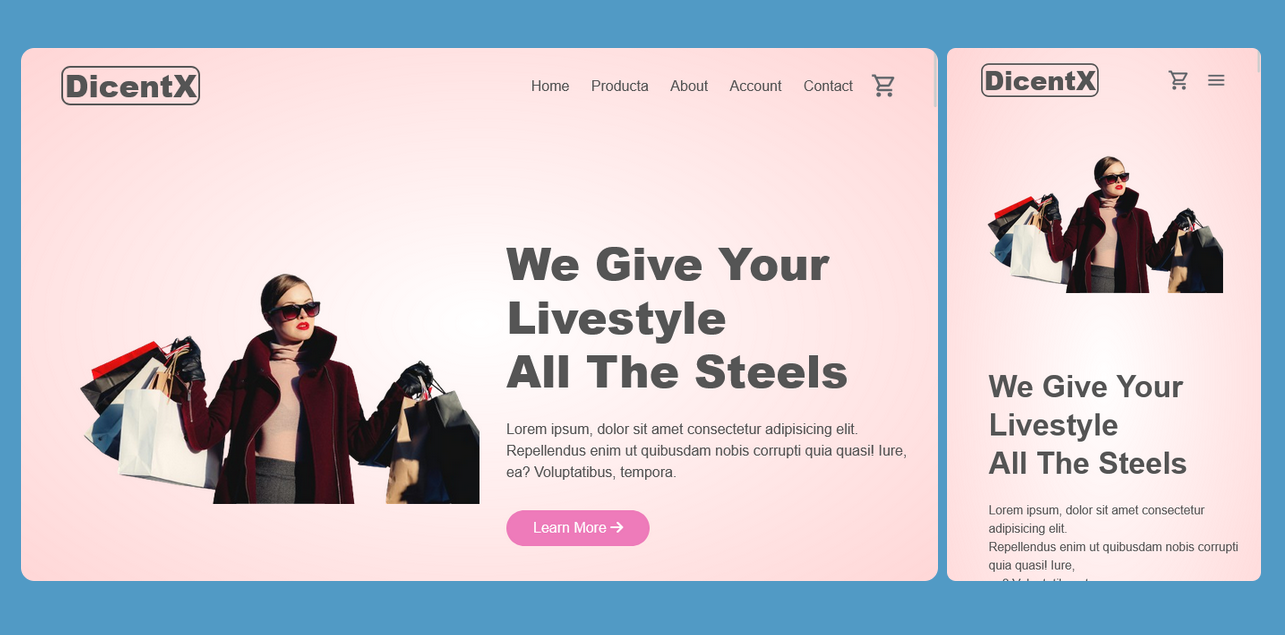 DicentX
Home Producta About Account Contact
We Give Your
Livestyle
All The Steels
Lorem ipsum, dolor sit amet consectetur adipisicing elit.
Repellendus enim ut quibusdam nobis corrupti quia quasi! Iure,
ea? Voluptatibus, tempora.
Learn More
DicentX
We Give Your
Livestyle
All The Steels
Lorem ipsum, dolor sit amet consectetur
adipisicing elit.
Repellendus enim ut quibusdam nobis corrupti
quia quasi! Iure,